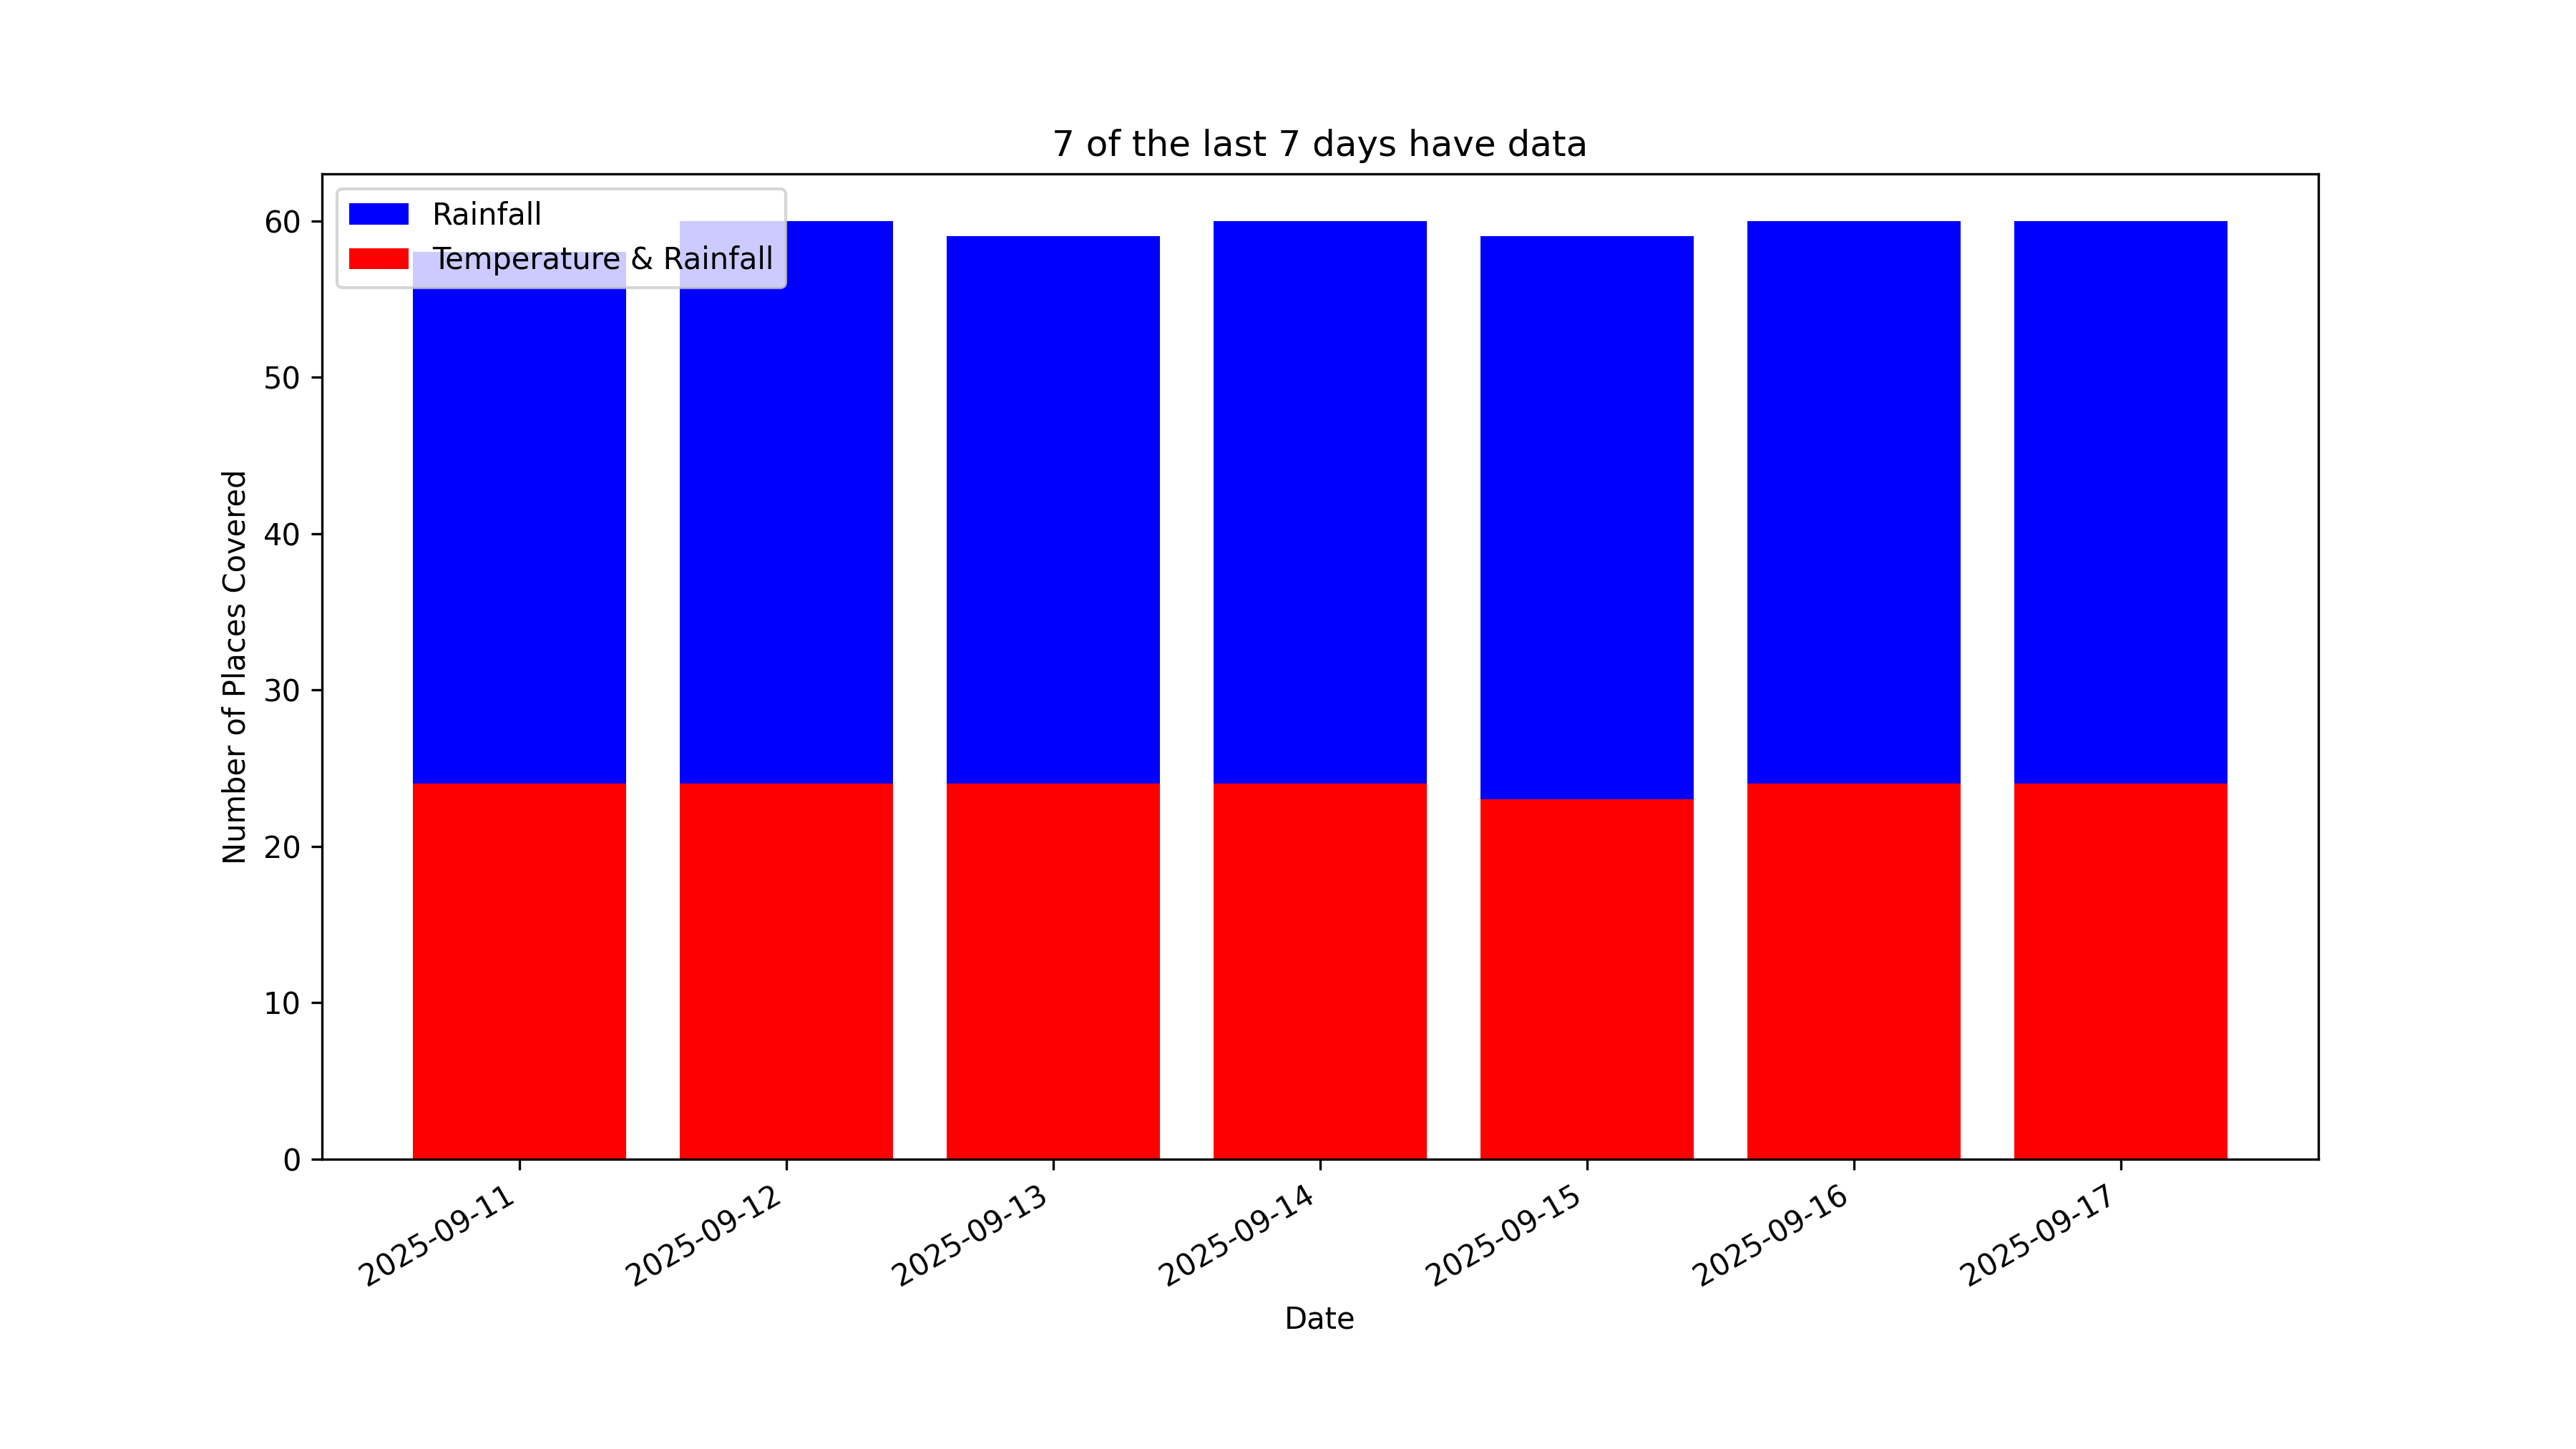 7 of the last 7 days have data
Rainfall
Temperature & Rainfall
Number of Places Covered
60
50
40
30
20
10
0
2025-09-11
2025-09-12
2025-09-13
2025-09-14
2025-09-15
2025-09-16
2025-09-17
Date